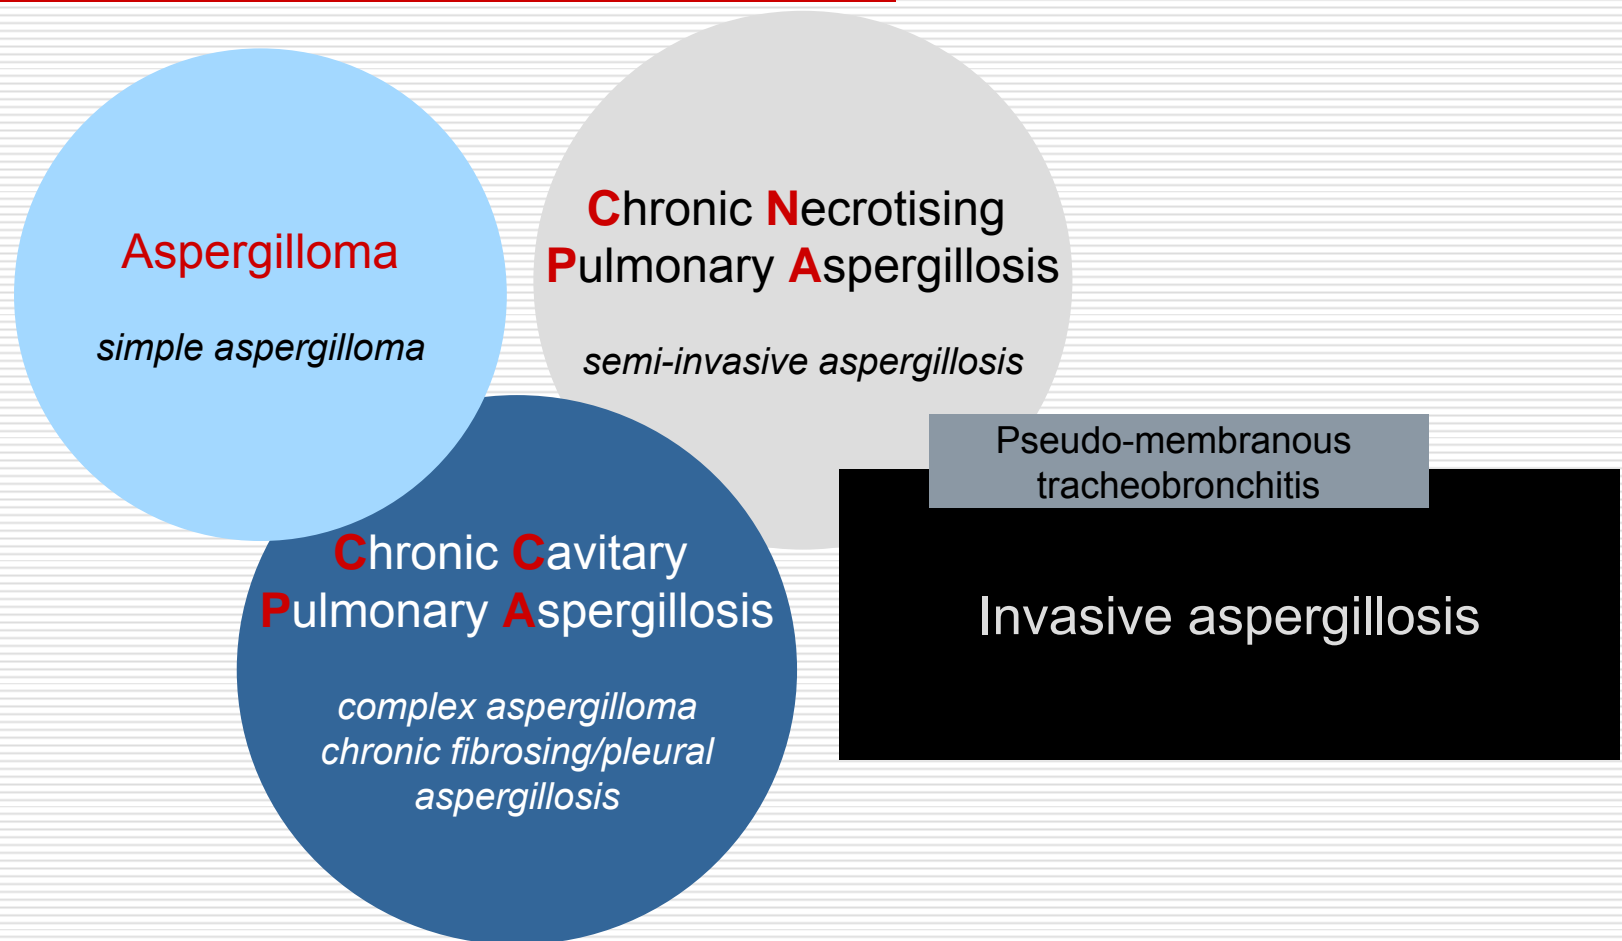 Aspergilloma
simple aspergilloma
Chronic Necrotising
Pulmonary Aspergillosis
semi-invasive aspergillosis
Pseudo-membranous
tracheobronchitis
Chronic Cavitary
Pulmonary Aspergillosis
complex aspergilloma
chronic fibrosing/pleural
aspergillosis
Invasive aspergillosis